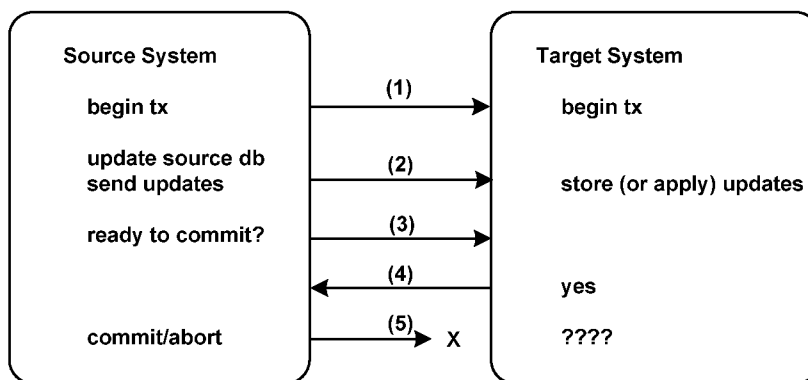 Source System
Target System
begin tx
(1)
begin tx
update source db
send updates
(2)
store (or apply) updates
ready to commit?
(3)
(4)
yes
commit/abort
(5)
X
????